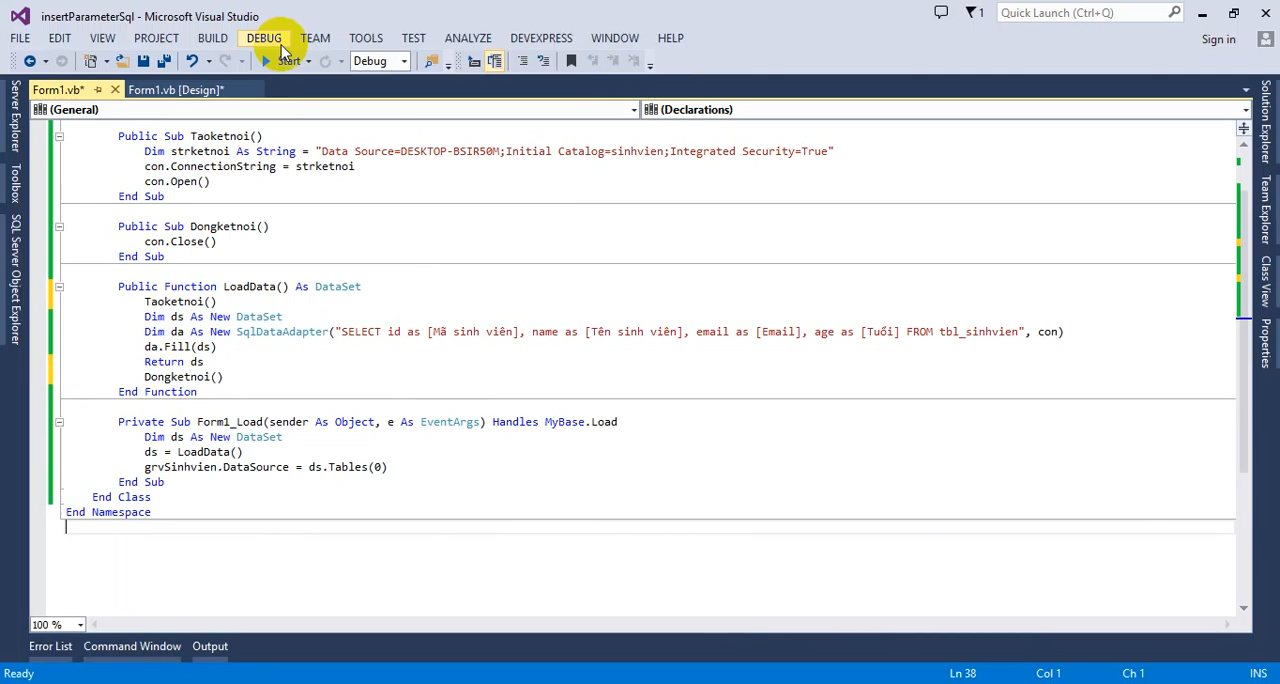 insertParameterSql - Microsoft Visual Studio
1
Quick Launch (Ctrl+Q)
FILE EDIT VIEW PROJECT BUILD DEBUG TEAM TOOLS TEST ANALYZE DEVEXPRESS WINDOW HELP
Sign in
Start
Debug
Form1.vb*
Form1.vb [Design]*
(General)
(Declarations)
Server Explorer
Toolbox
SQL Server Object Explorer
Public Sub Taoketnoi()
Dim strketnoi As String = "Data Source=DESKTOP-BSIR50M;Initial Catalog=sinhvien;Integrated Security=True"
con.ConnectionString = strketnoi
con.Open()
End Sub
Public Sub Dongketnoi()
con.Close()
End Sub
Public Function LoadData() As DataSet
Taoketnoi()
Dim ds As New DataSet
Dim da As New SqlDataAdapter("SELECT id as [Mã sinh viên], name as [Tên sinh viên], email as [Email], age as [Tuổi] FROM tbl_sinhvien", con)
da.Fill(ds)
Return ds
Dongketnoi()
End Function
Private Sub Form1_Load(sender As Object, e As EventArgs) Handles MyBase.Load
Dim ds As New DataSet
ds = LoadData()
grvSinhvien.DataSource = ds.Tables(0)
End Sub
End Class
End Namespace
Solution Explorer
Team Explorer
Class View
Properties
100 %
Error List Command Window Output
Ready
Ln 38
Col 1
Ch 1
INS